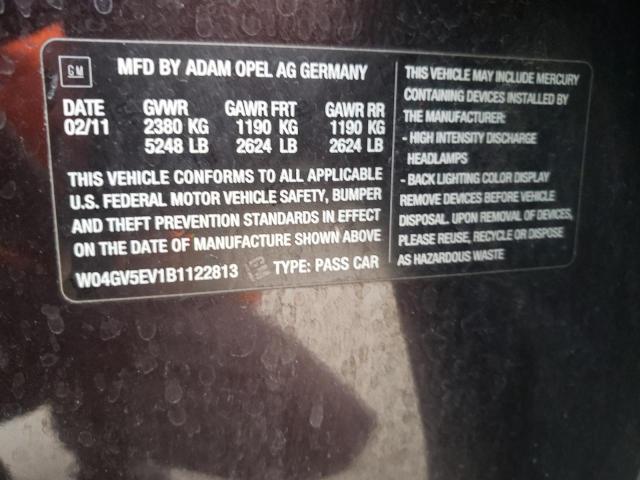 GM
MFD BY ADAM OPEL AG GERMANY
DATE GVWR GAWR FRT GAWR RR
02/11 2380 KG 1190 KG 1190 KG
5248 LB 2624 LB 2624 LB
THIS VEHICLE CONFORMS TO ALL APPLICABLE
U.S. FEDERAL MOTOR VEHICLE SAFETY, BUMPER
AND THEFT PREVENTION STANDARDS IN EFFECT
ON THE DATE OF MANUFACTURE SHOWN ABOVE
W04GV5EV1B1122813 GM TYPE: PASS CAR
THIS VEHICLE MAY INCLUDE MERCURY
CONTAINING DEVICES INSTALLED BY
THE MANUFACTURER:
- HIGH INTENSITY DISCHARGE
HEADLAMPS
- BACK LIGHTING COLOR DISPLAY
REMOVE DEVICES BEFORE VEHICLE
DISPOSAL. UPON REMOVAL OF DEVICES,
PLEASE REUSE, RECYCLE OR DISPOSE
AS HAZARDOUS WASTE